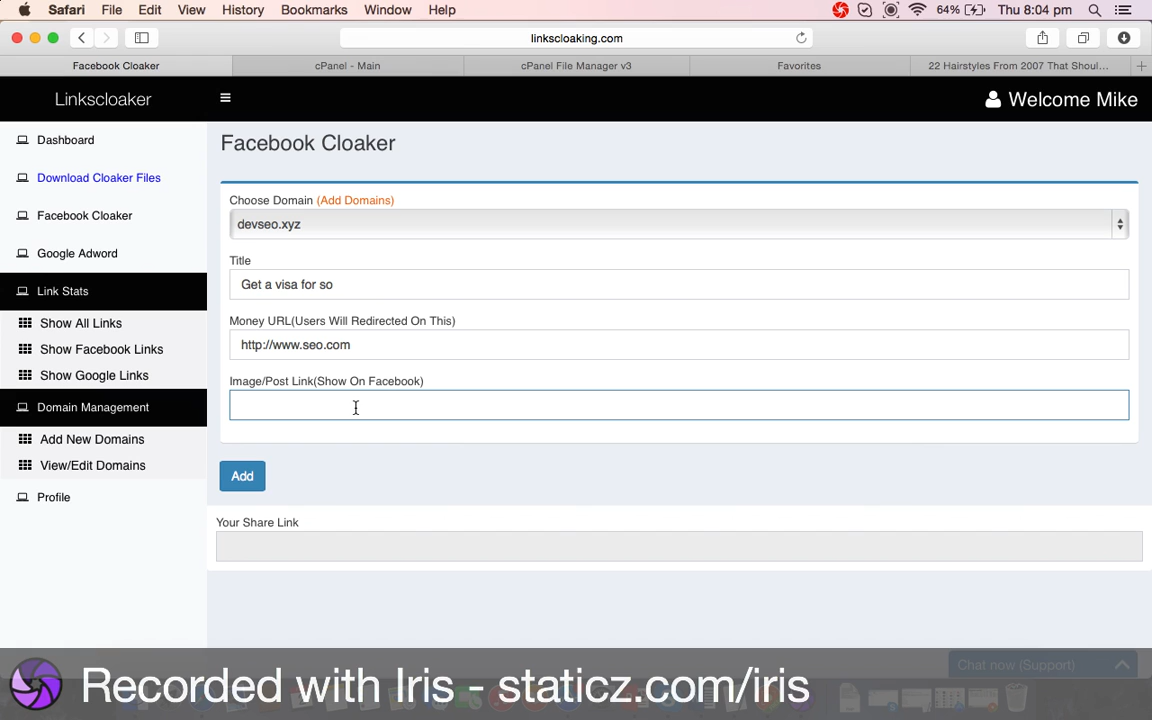 Safari File Edit View History Bookmarks Window Help 64% Thu 8:04 pm
linkscloaking.com
Facebook Cloaker cPanel - Main cPanel File Manager v3 Favorites 22 Hairstyles From 2007 That Shoul...
Linkscloaker Welcome Mike
Dashboard
Download Cloaker Files
Facebook Cloaker
Google Adword
Link Stats
Show All Links
Show Facebook Links
Show Google Links
Domain Management
Add New Domains
View/Edit Domains
Profile
Facebook Cloaker
Choose Domain (Add Domains)
devseo.xyz
Title
Get a visa for so
Money URL(Users Will Redirected On This)
http://www.seo.com
Image/Post Link(Show On Facebook)
Add
Your Share Link
Chat now (Support)
Recorded with Iris - staticz.com/iris